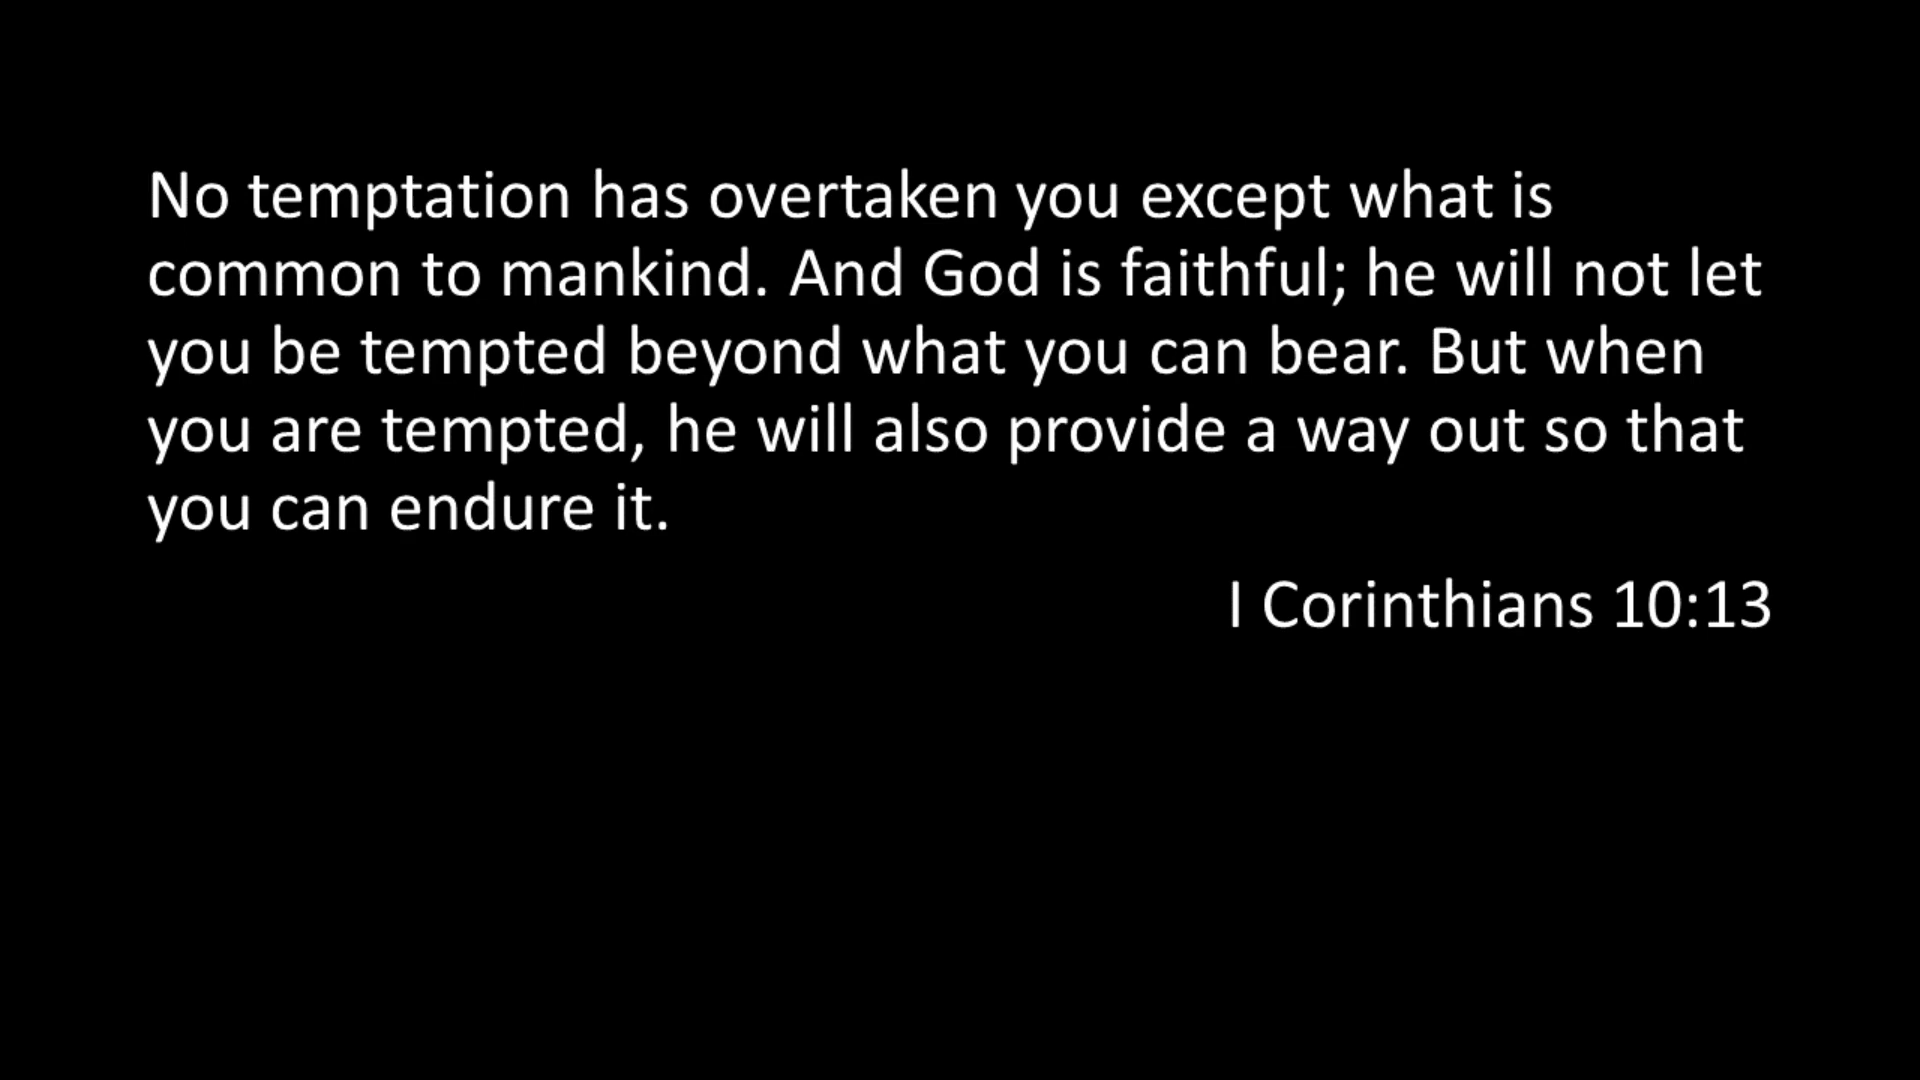 No temptation has overtaken you except what is
common to mankind. And God is faithful; he will not let
you be tempted beyond what you can bear. But when
you are tempted, he will also provide a way out so that
you can endure it.
I Corinthians 10:13